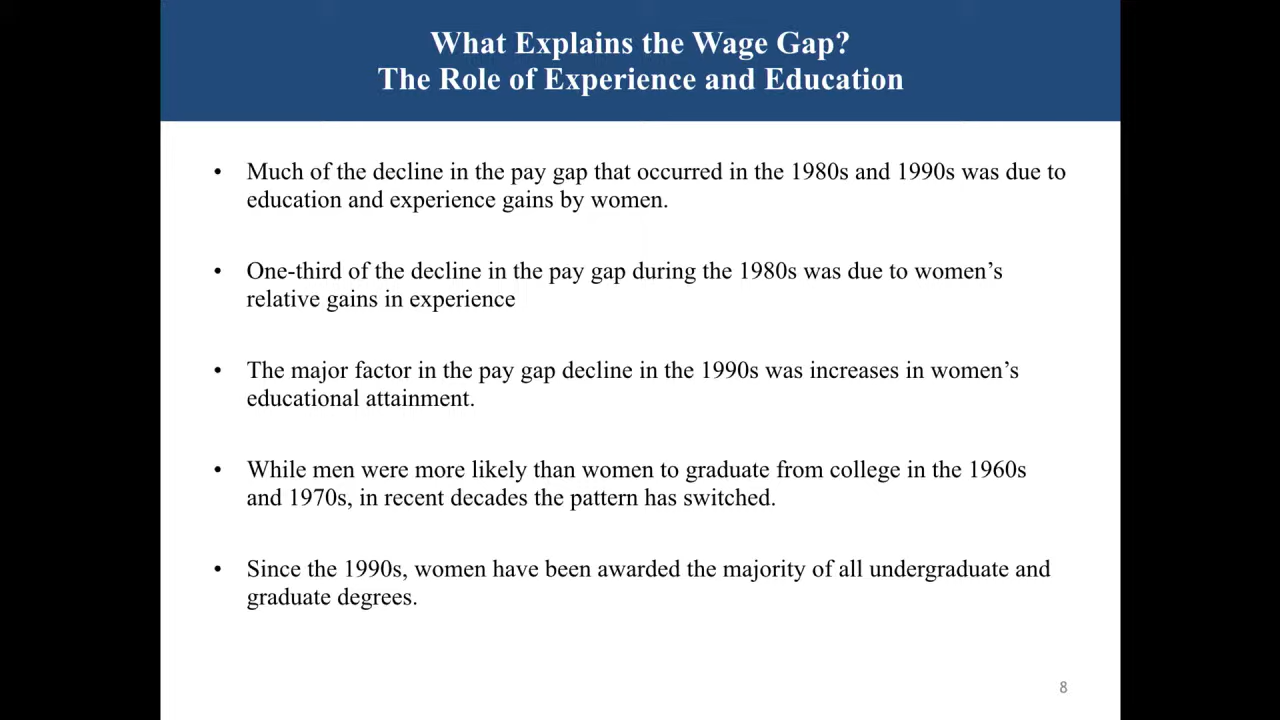 What Explains the Wage Gap?
The Role of Experience and Education
• Much of the decline in the pay gap that occurred in the 1980s and 1990s was due to
education and experience gains by women.
• One-third of the decline in the pay gap during the 1980s was due to women’s
relative gains in experience
• The major factor in the pay gap decline in the 1990s was increases in women’s
educational attainment.
• While men were more likely than women to graduate from college in the 1960s
and 1970s, in recent decades the pattern has switched.
• Since the 1990s, women have been awarded the majority of all undergraduate and
graduate degrees.
8